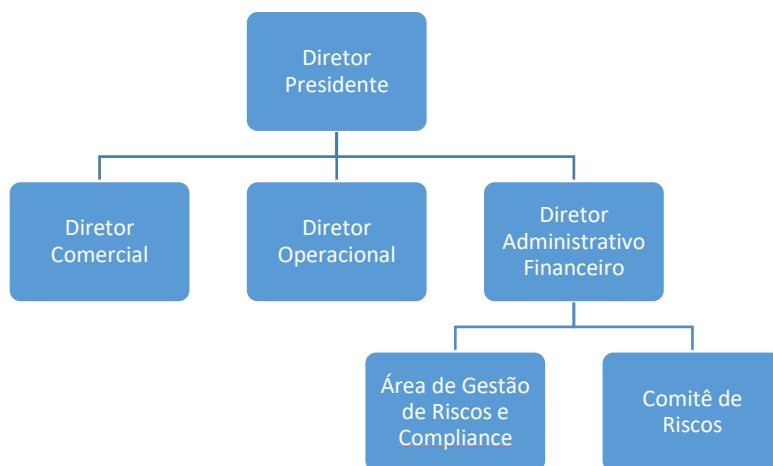 Diretor
Presidente
Diretor
Comercial
Diretor
Operacional
Diretor
Administrativo
Financeiro
Área de Gestão
de Riscos e
Compliance
Comitê de
Riscos